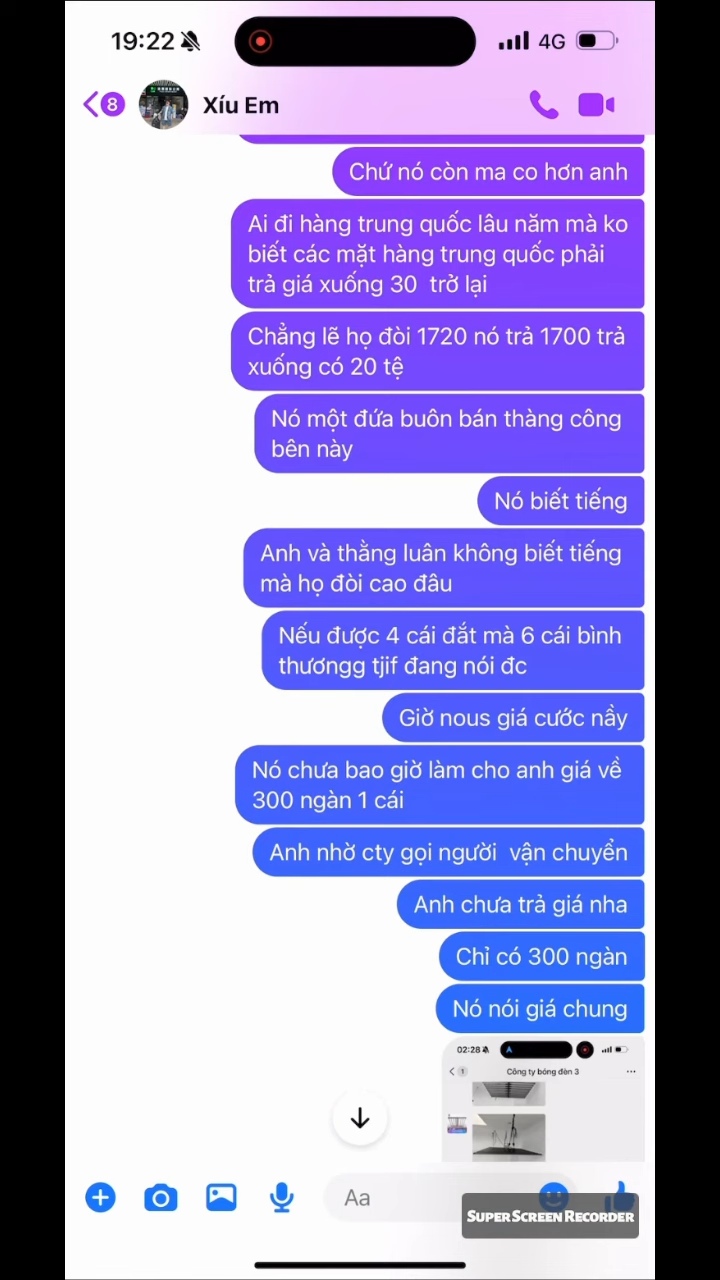 19:22
4G
8
Xíu Em
Chứ nó còn ma co hơn anh
Ai đi hàng trung quốc lâu năm mà ko
biết các mặt hàng trung quốc phải
trả giá xuống 30 trở lại
Chẳng lẽ họ đòi 1720 nó trả 1700 trả
xuống có 20 tệ
Nó một đứa buôn bán thàng công
bên này
Nó biết tiếng
Anh và thằng luân không biết tiếng
mà họ đòi cao đâu
Nếu được 4 cái đắt mà 6 cái bình
thươngg tjif đang nói đc
Giờ nous giá cước nầy
Nó chưa bao giờ làm cho anh giá về
300 ngàn 1 cái
Anh nhờ cty gọi người vận chuyển
Anh chưa trả giá nha
Chỉ có 300 ngàn
Nó nói giá chung
02:28
1
Công ty bóng đèn 3
Aa
SUPER SCREEN RECORDER